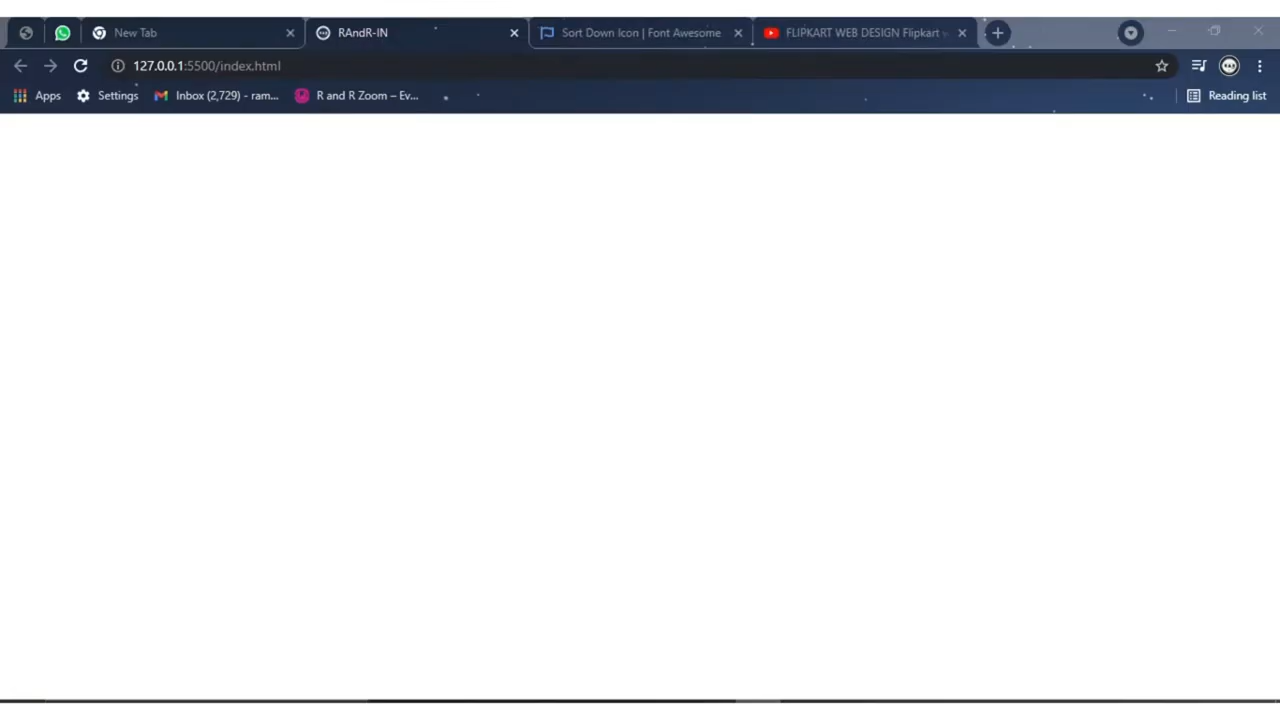 New Tab
RAndR-IN
Sort Down Icon | Font Awesome
FLIPKART WEB DESIGN Flipkart
127.0.0.1:5500/index.html
Apps
Settings
Inbox (2,729) - ram...
R and R Zoom – Ev...
Reading list